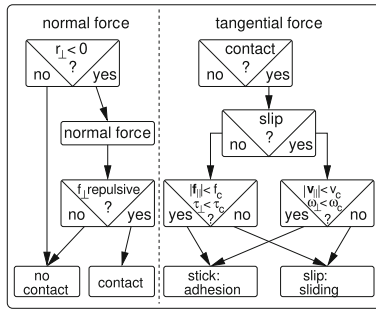 normal force
r⊥< 0
?
no yes
normal force
f⊥repulsive
?
no yes
no
contact
contact
tangential force
contact
?
no yes
slip
?
no yes
|f|||< fc
τ⊥< τc
?
yes no
|v|||< vc
ω⊥< ωc
?
yes no
stick:
adhesion
slip:
sliding